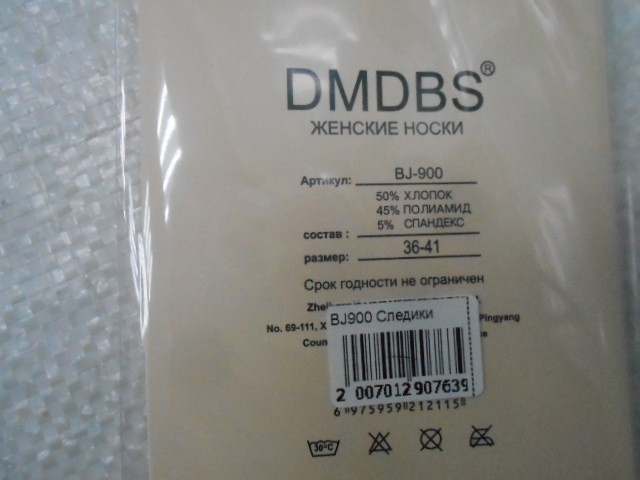 DMDBS®
ЖЕНСКИЕ НОСКИ
Артикул: BJ-900
50% ХЛОПОК
45% ПОЛИАМИД
5% СПАНДЕКС
состав :
размер: 36-41
Срок годности не ограничен
No. 69-111, X Pingyang
BJ900 Следики
2 007012 907639
6 975959 212115
30°C